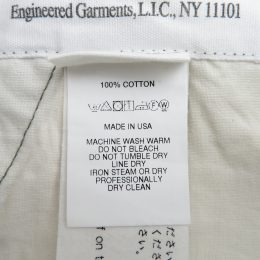 Engineered Garments, L.I.C., NY 11101
100% COTTON
MADE IN USA
MACHINE WASH WARM
DO NOT BLEACH
DO NOT TUMBLE DRY
LINE DRY
IRON STEAM OR DRY
PROFESSIONALLY
DRY CLEAN